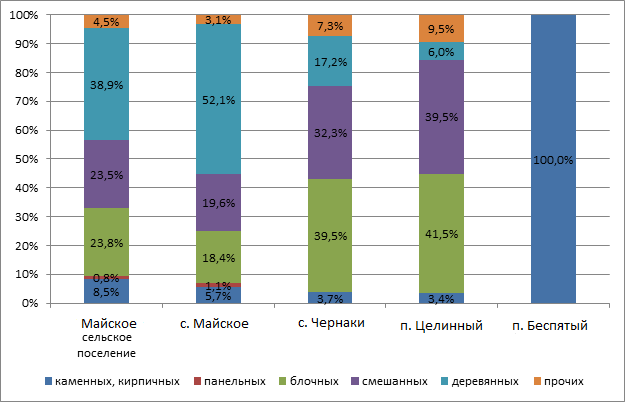 100%
90%
80%
70%
60%
50%
40%
30%
20%
10%
0%
4,5%
38,9%
23,5%
23,8%
0,8%
8,5%
3,1%
52,1%
19,6%
18,4%
1,1%
5,7%
7,3%
17,2%
32,3%
39,5%
3,7%
9,5%
6,0%
39,5%
41,5%
3,4%
100,0%
Майское
сельское
поселение
с. Майское
с. Чернаки
п. Целинный
п. Беспятый
каменных, кирпичных
панельных
блочных
смешанных
деревянных
прочих